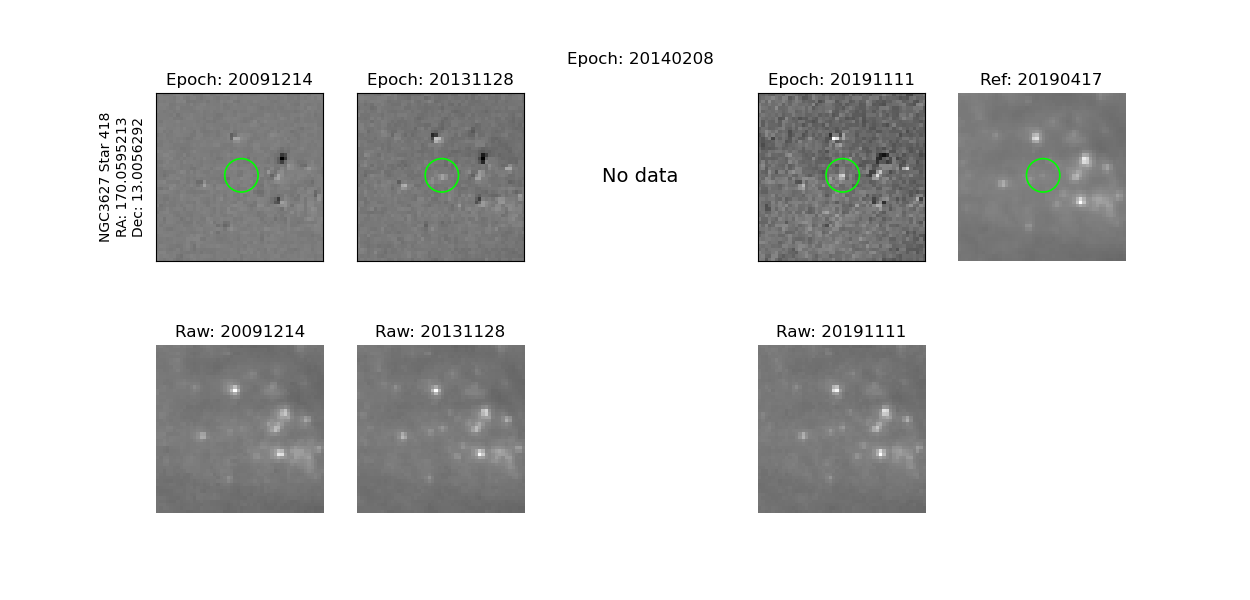 Epoch: 20140208
Epoch: 20091214
Epoch: 20131128
Epoch: 20191111
Ref: 20190417
NGC3627 Star 418
RA: 170.0595213
Dec: 13.0056292
No data
Raw: 20091214
Raw: 20131128
Raw: 20191111